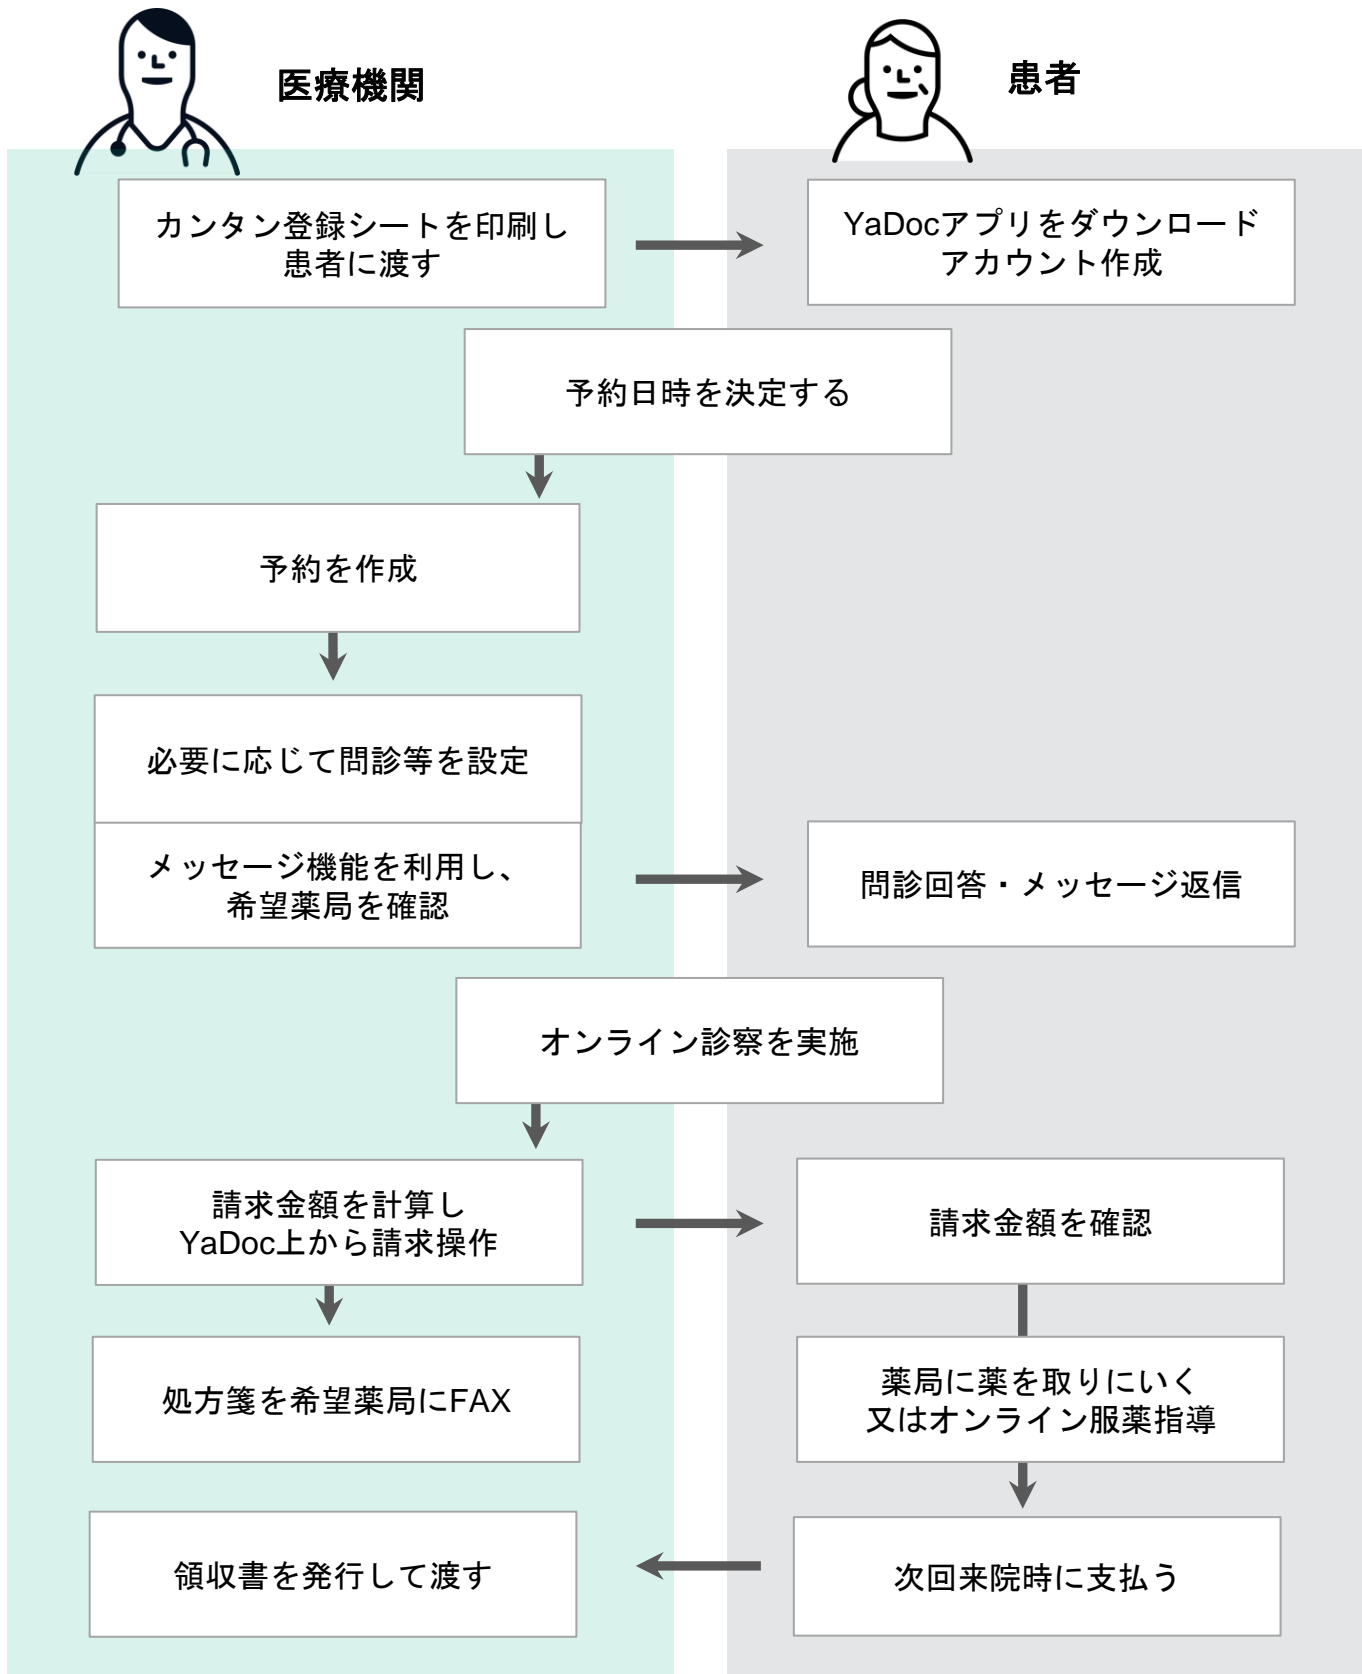 医療機関
患者
カンタン登録シートを印刷し
患者に渡す
YaDocアプリをダウンロード
アカウント作成
予約日時を決定する
予約を作成
必要に応じて問診等を設定
メッセージ機能を利用し、
希望薬局を確認
問診回答・メッセージ返信
オンライン診察を実施
請求金額を計算し
YaDoc上から請求操作
請求金額を確認
処方箋を希望薬局にFAX
薬局に薬を取りにいく
又はオンライン服薬指導
領収書を発行して渡す
次回来院時に支払う